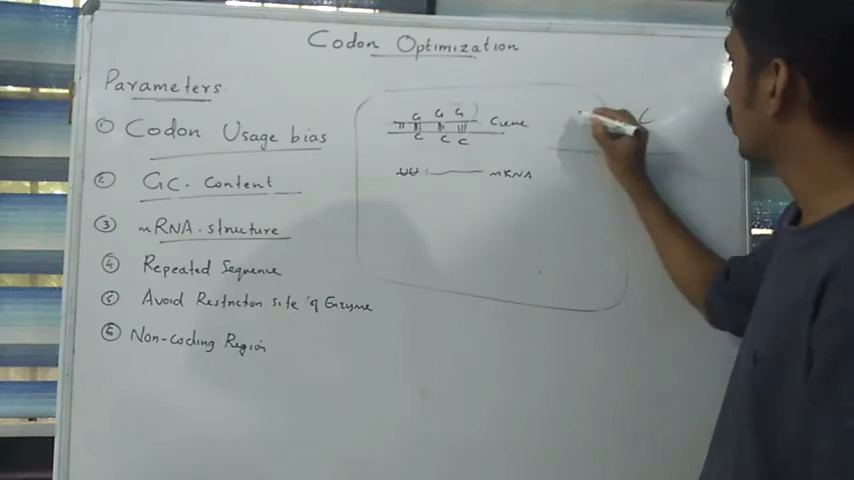 Codon Optimization
Parameters.
① Codon Usage bias
② GC. Content
③ mRNA. structure
④ Repeated Sequence
⑤ Avoid Restriction site of Enzyme
⑥ Non-coding Region
G G G
Gene
C C C
mRNA
C